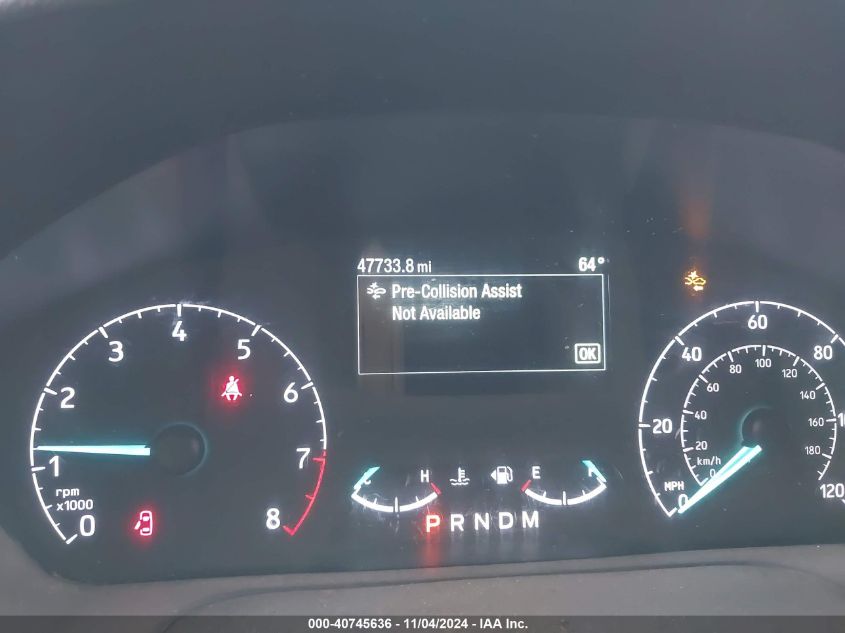 47733.8 mi 64°
Pre-Collision Assist
Not Available
OK
0 1 2 3 4 5 6 7 8
rpm
x1000
C H
E F
P R N D M
0 20 40 60 80 120
MPH
0 20 40 60 80 100 120 140 160 180
km/h
000-40745636 - 11/04/2024 - IAA Inc.